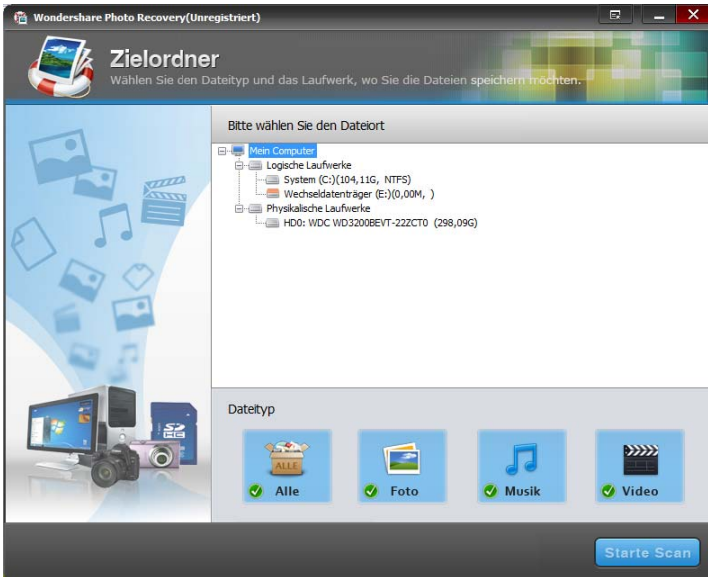 Wondershare Photo Recovery(Unregistriert)
Zielordner
Wählen Sie den Dateityp und das Laufwerk, wo Sie die Dateien speichern möchten.
Bitte wählen Sie den Dateiort
Mein Computer
Logische Laufwerke
System (C:)(104,11G, NTFS)
Wechseldatenträger (E:)(0,00M, )
Physikalische Laufwerke
HD0: WDC WD3200BEVT-22ZCT0 (298,09G)
Dateityp
ALLE
Alle
Foto
Musik
Video
Starte Scan